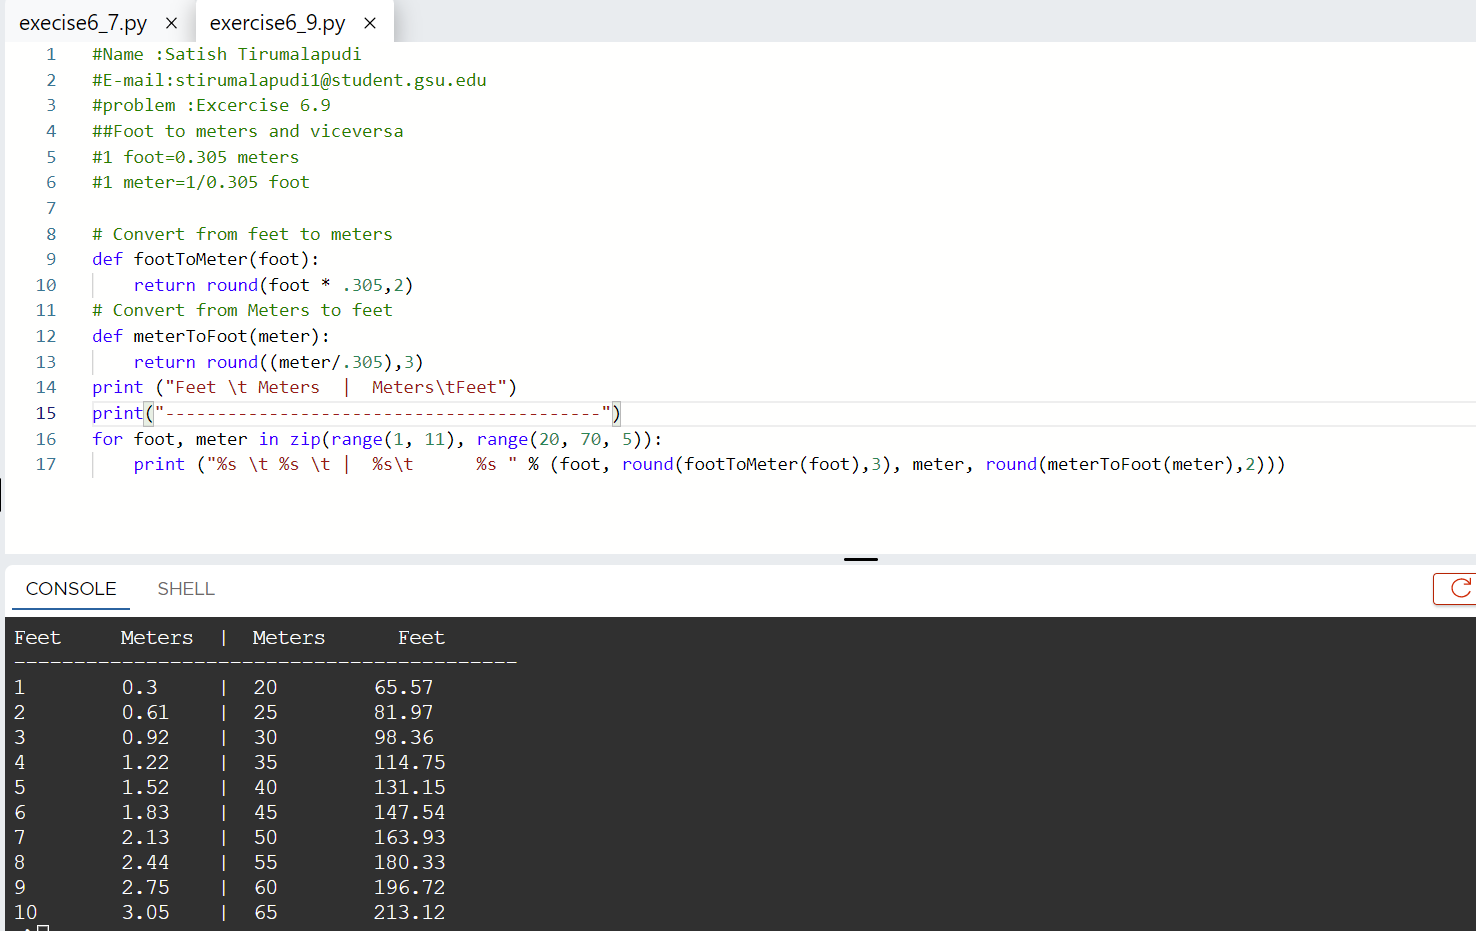 execise6_7.py × exercise6_9.py ×
1 #Name :Satish Tirumalapudi
2 #E-mail:stirumalapudi1@student.gsu.edu
3 #problem :Excercise 6.9
4 ##Foot to meters and viceversa
5 #1 foot=0.305 meters
6 #1 meter=1/0.305 foot
7
8 # Convert from feet to meters
9 def footToMeter(foot):
10     return round(foot * .305,2)
11 # Convert from Meters to feet
12 def meterToFoot(meter):
13     return round((meter/.305),3)
14 print ("Feet \t Meters  |  Meters\tFeet")
15 print("------------------------------------------")
16 for foot, meter in zip(range(1, 11), range(20, 70, 5)):
17     print ("%s \t %s \t |  %s\t      %s " % (foot, round(footToMeter(foot),3), meter, round(meterToFoot(meter),2)))
CONSOLE SHELL
Feet     Meters  |  Meters      Feet
------------------------------------------
1        0.3     |  20        65.57
2        0.61    |  25        81.97
3        0.92    |  30        98.36
4        1.22    |  35        114.75
5        1.52    |  40        131.15
6        1.83    |  45        147.54
7        2.13    |  50        163.93
8        2.44    |  55        180.33
9        2.75    |  60        196.72
10       3.05    |  65        213.12